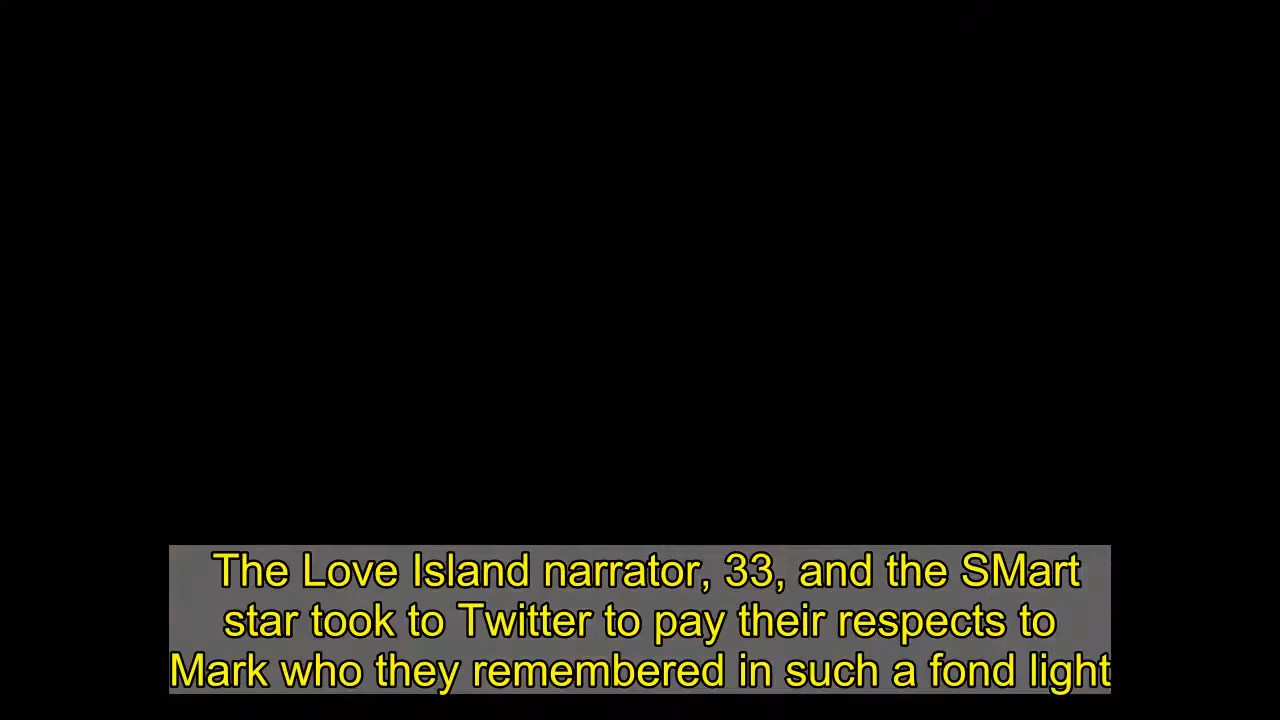 The Love Island narrator, 33, and the SMart
star took to Twitter to pay their respects to
Mark who they remembered in such a fond light